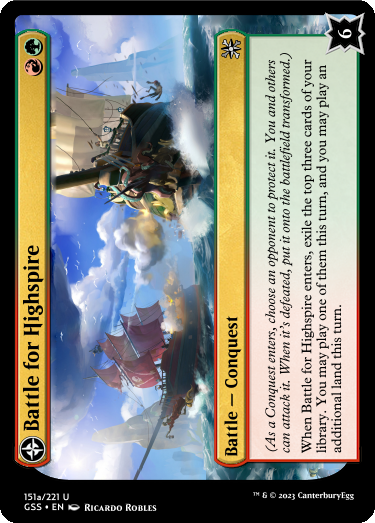 Battle for Highspire
Battle — Conquest
(As a Conquest enters, choose an opponent to protect it. You and others
can attack it. When it's defeated, put it onto the battlefield transformed.)
When Battle for Highspire enters, exile the top three cards of your
library. You may play one of them this turn, and you may play an
additional land this turn.
6
151a/221 U
GSS • EN Ricardo Robles
™ & © 2023 CanterburyEgg